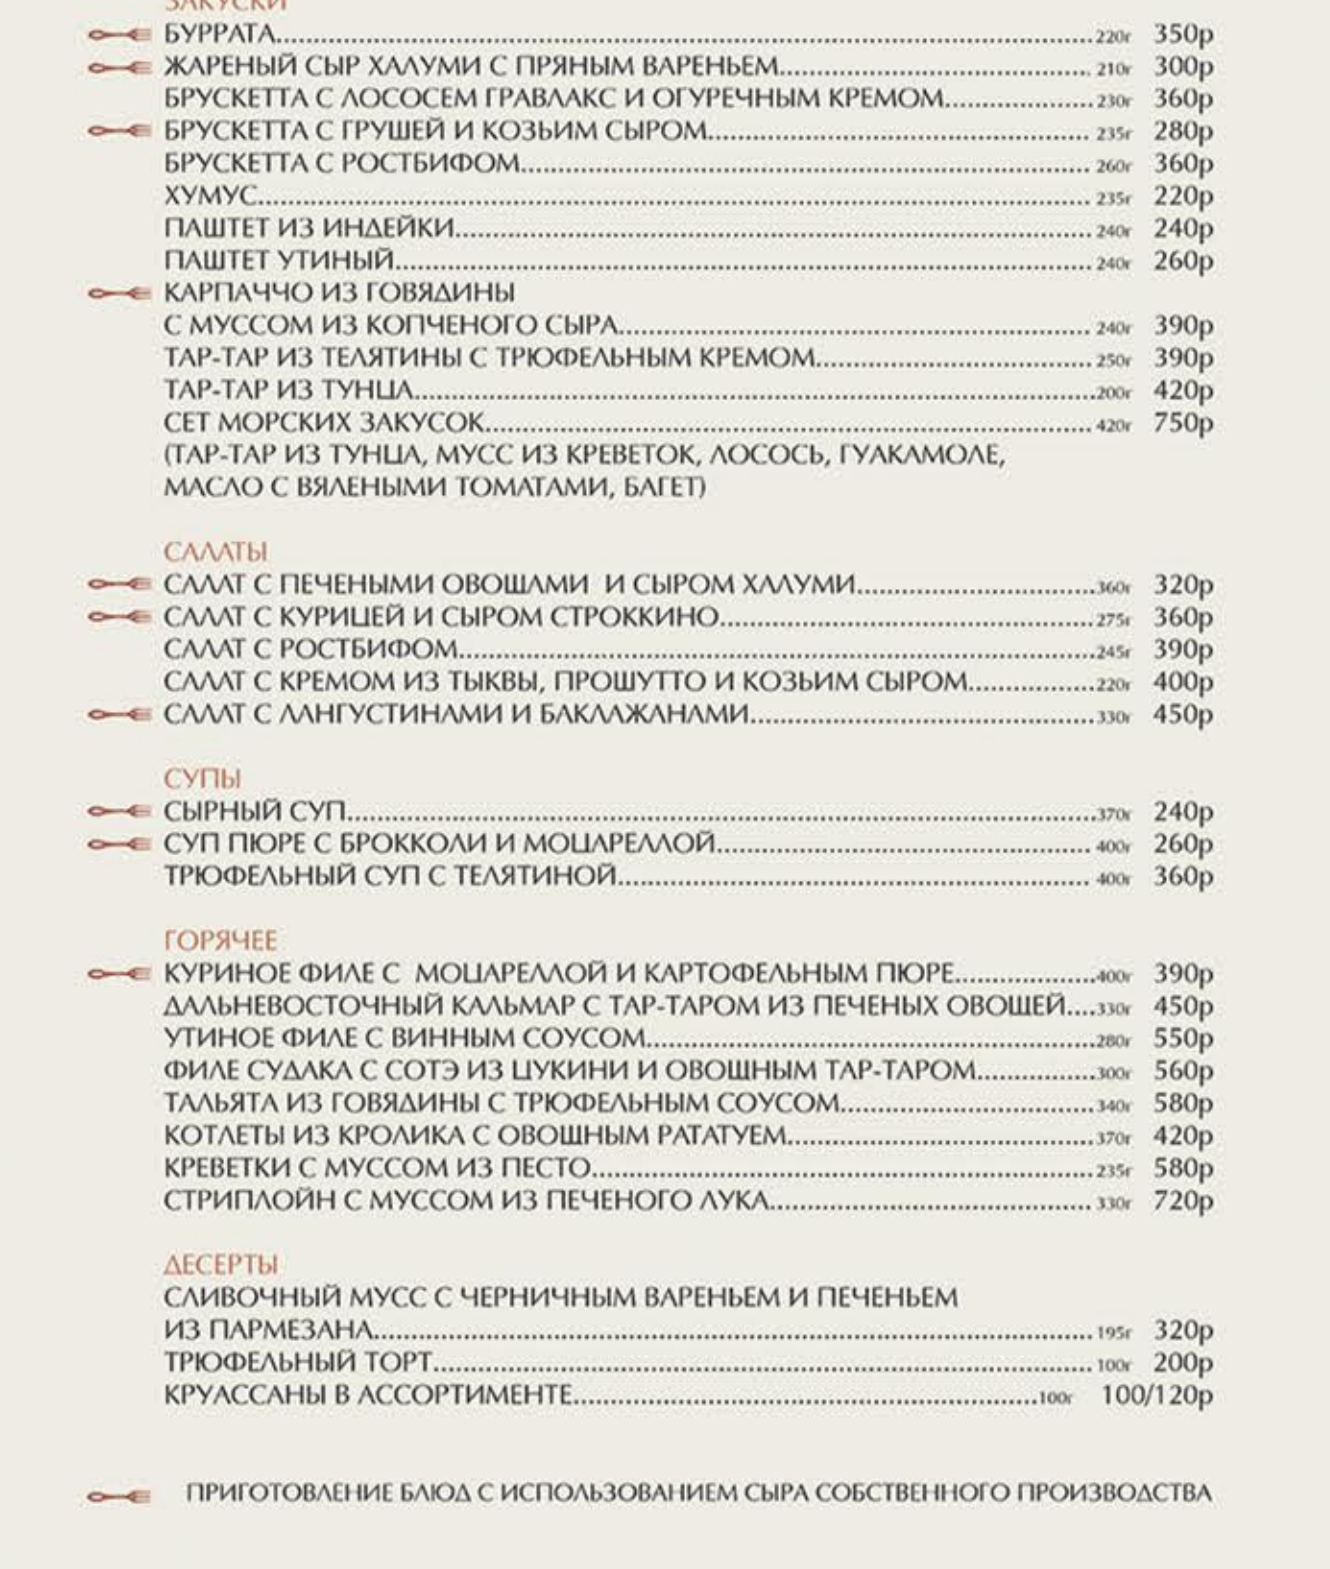 ЗАКУСКИ
БУРРАТА 220г 350р
ЖАРЕНЫЙ СЫР ХАЛУМИ С ПРЯНЫМ ВАРЕНЬЕМ 210г 300р
БРУСКЕТТА С ЛОСОСЕМ ГРАВЛАКС И ОГУРЕЧНЫМ КРЕМОМ 230г 360р
БРУСКЕТТА С ГРУШЕЙ И КОЗЬИМ СЫРОМ 235г 280р
БРУСКЕТТА С РОСТБИФОМ 260г 360р
ХУМУС 235г 220р
ПАШТЕТ ИЗ ИНДЕЙКИ 240г 240р
ПАШТЕТ УТИНЫЙ 240г 260р
КАРПАЧЧО ИЗ ГОВЯДИНЫ
С МУССОМ ИЗ КОПЧЕНОГО СЫРА 240г 390р
ТАР-ТАР ИЗ ТЕЛЯТИНЫ С ТРЮФЕЛЬНЫМ КРЕМОМ 250г 390р
ТАР-ТАР ИЗ ТУНЦА 200г 420р
СЕТ МОРСКИХ ЗАКУСОК 420г 750р
(ТАР-ТАР ИЗ ТУНЦА, МУСС ИЗ КРЕВЕТОК, ЛОСОСЬ, ГУАКАМОЛЕ,
МАСЛО С ВЯЛЕНЫМИ ТОМАТАМИ, БАГЕТ)
САЛАТЫ
САЛАТ С ПЕЧЕНЫМИ ОВОЩАМИ И СЫРОМ ХАЛУМИ 360г 320р
САЛАТ С КУРИЦЕЙ И СЫРОМ СТРОККИНО 275г 360р
САЛАТ С РОСТБИФОМ 245г 390р
САЛАТ С КРЕМОМ ИЗ ТЫКВЫ, ПРОШУТТО И КОЗЬИМ СЫРОМ 220г 400р
САЛАТ С ЛАНГУСТИНАМИ И БАКЛАЖАНАМИ 330г 450р
СУПЫ
СЫРНЫЙ СУП 370г 240р
СУП ПЮРЕ С БРОККОЛИ И МОЦАРЕЛЛОЙ 400г 260р
ТРЮФЕЛЬНЫЙ СУП С ТЕЛЯТИНОЙ 400г 360р
ГОРЯЧЕЕ
КУРИНОЕ ФИЛЕ С МОЦАРЕЛЛОЙ И КАРТОФЕЛЬНЫМ ПЮРЕ 400г 390р
ДАЛЬНЕВОСТОЧНЫЙ КАЛЬМАР С ТАР-ТАРОМ ИЗ ПЕЧЕНЫХ ОВОЩЕЙ 330г 450р
УТИНОЕ ФИЛЕ С ВИННЫМ СОУСОМ 280г 550р
ФИЛЕ СУДАКА С СОТЭ ИЗ ЦУКИНИ И ОВОЩНЫМ ТАР-ТАРОМ 300г 560р
ТАЛЬЯТА ИЗ ГОВЯДИНЫ С ТРЮФЕЛЬНЫМ СОУСОМ 340г 580р
КОТЛЕТЫ ИЗ КРОЛИКА С ОВОЩНЫМ РАТАТУЕМ 370г 420р
КРЕВЕТКИ С МУССОМ ИЗ ПЕСТО 235г 580р
СТРИПЛОЙН С МУССОМ ИЗ ПЕЧЕНОГО ЛУКА 330г 720р
ДЕСЕРТЫ
СЛИВОЧНЫЙ МУСС С ЧЕРНИЧНЫМ ВАРЕНЬЕМ И ПЕЧЕНЬЕМ
ИЗ ПАРМЕЗАНА 195г 320р
ТРЮФЕЛЬНЫЙ ТОРТ 100г 200р
КРУАССАНЫ В АССОРТИМЕНТЕ 100г 100/120р
ПРИГОТОВЛЕНИЕ БЛЮД С ИСПОЛЬЗОВАНИЕМ СЫРА СОБСТВЕННОГО ПРОИЗВОДСТВА